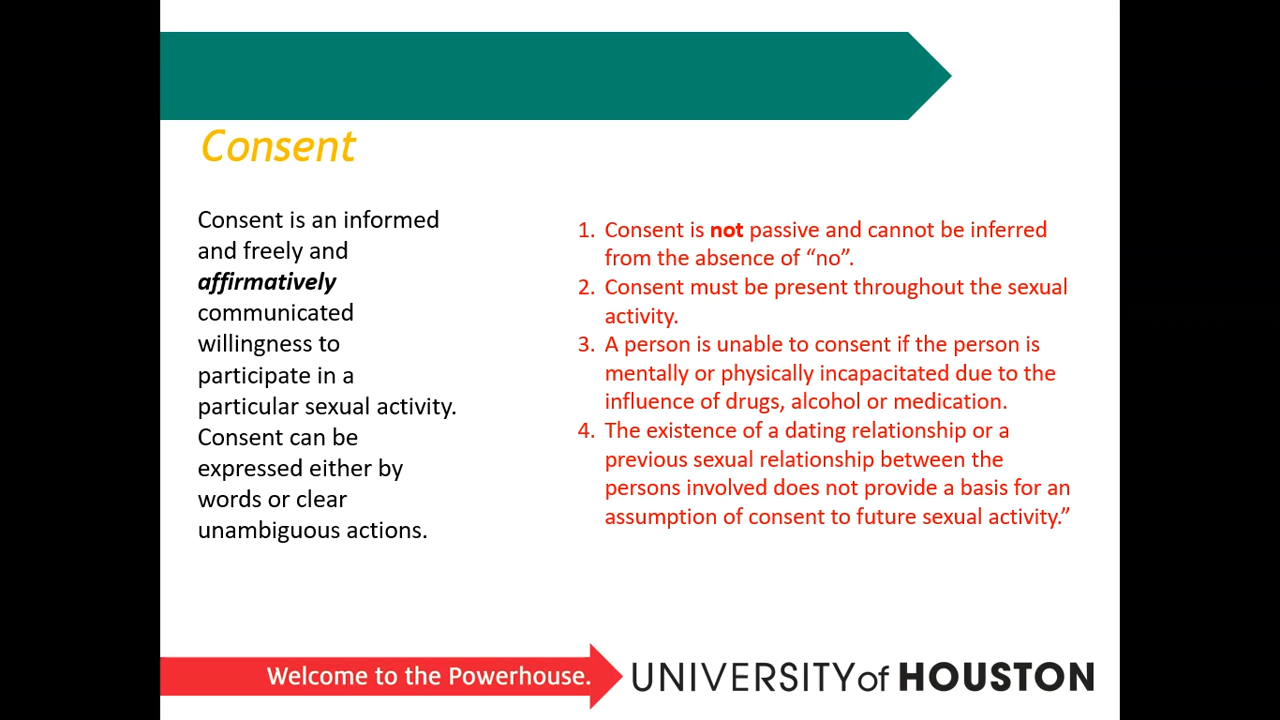 Consent
Consent is an informed
and freely and
affirmatively
communicated
willingness to
participate in a
particular sexual activity.
Consent can be
expressed either by
words or clear
unambiguous actions.
1. Consent is not passive and cannot be inferred
from the absence of “no”.
2. Consent must be present throughout the sexual
activity.
3. A person is unable to consent if the person is
mentally or physically incapacitated due to the
influence of drugs, alcohol or medication.
4. The existence of a dating relationship or a
previous sexual relationship between the
persons involved does not provide a basis for an
assumption of consent to future sexual activity.”
Welcome to the Powerhouse.
UNIVERSITY of HOUSTON